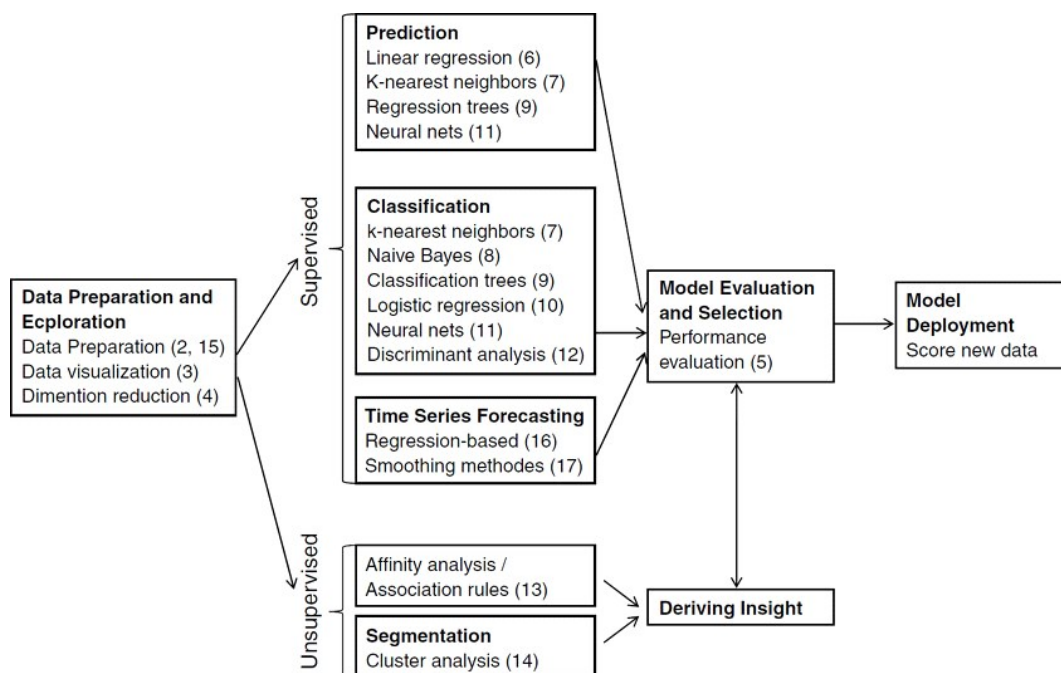 Data Preparation and
Ecploration
Data Preparation (2, 15)
Data visualization (3)
Dimention reduction (4)
Supervised
Prediction
Linear regression (6)
K-nearest neighbors (7)
Regression trees (9)
Neural nets (11)
Classification
k-nearest neighbors (7)
Naive Bayes (8)
Classification trees (9)
Logistic regression (10)
Neural nets (11)
Discriminant analysis (12)
Time Series Forecasting
Regression-based (16)
Smoothing methodes (17)
Unsupervised
Affinity analysis /
Association rules (13)
Segmentation
Cluster analysis (14)
Model Evaluation
and Selection
Performance
evaluation (5)
Deriving Insight
Model
Deployment
Score new data